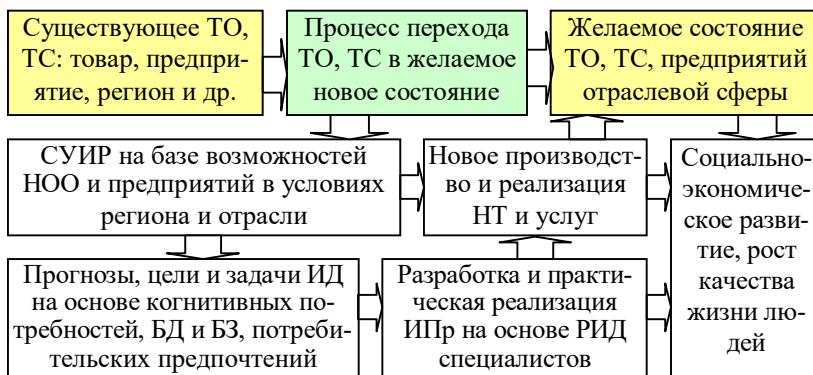 Существующее ТО,
ТС: товар, предпри-
ятие, регион и др.
Процесс перехода
ТО, ТС в желаемое
новое состояние
Желаемое состояние
ТО, ТС, предприятий
отраслевой сферы
СУИР на базе возможностей
НОО и предприятий в условиях
региона и отрасли
Новое производст-
во и реализация
НТ и услуг
Социально-
экономиче-
ское разви-
тие, рост
качества
жизни лю-
дей
Прогнозы, цели и задачи ИД
на основе когнитивных по-
требностей, БД и БЗ, потреби-
тельских предпочтений
Разработка и практи-
ческая реализация
ИПр на основе РИД
специалистов